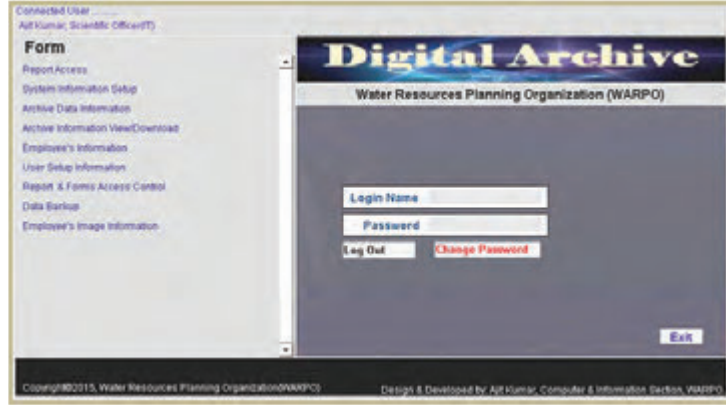 Connected User .........
Ajit Kumar, Scientific Officer(IT)
Form
Report Access
System Information Setup
Archive Data Information
Archive Information View/Download
Employee's Information
User Setup Information
Report & Forms Access Control
Data Backup
Employee's Image Information
Digital Archive
Water Resources Planning Organization (WARPO)
Login Name
Password
Log Out
Change Password
Exit
Copyright©2015, Water Resources Planning Organization(WARPO)
Design & Developed by: Ajit Kumar, Computer & Information Section, WARPO